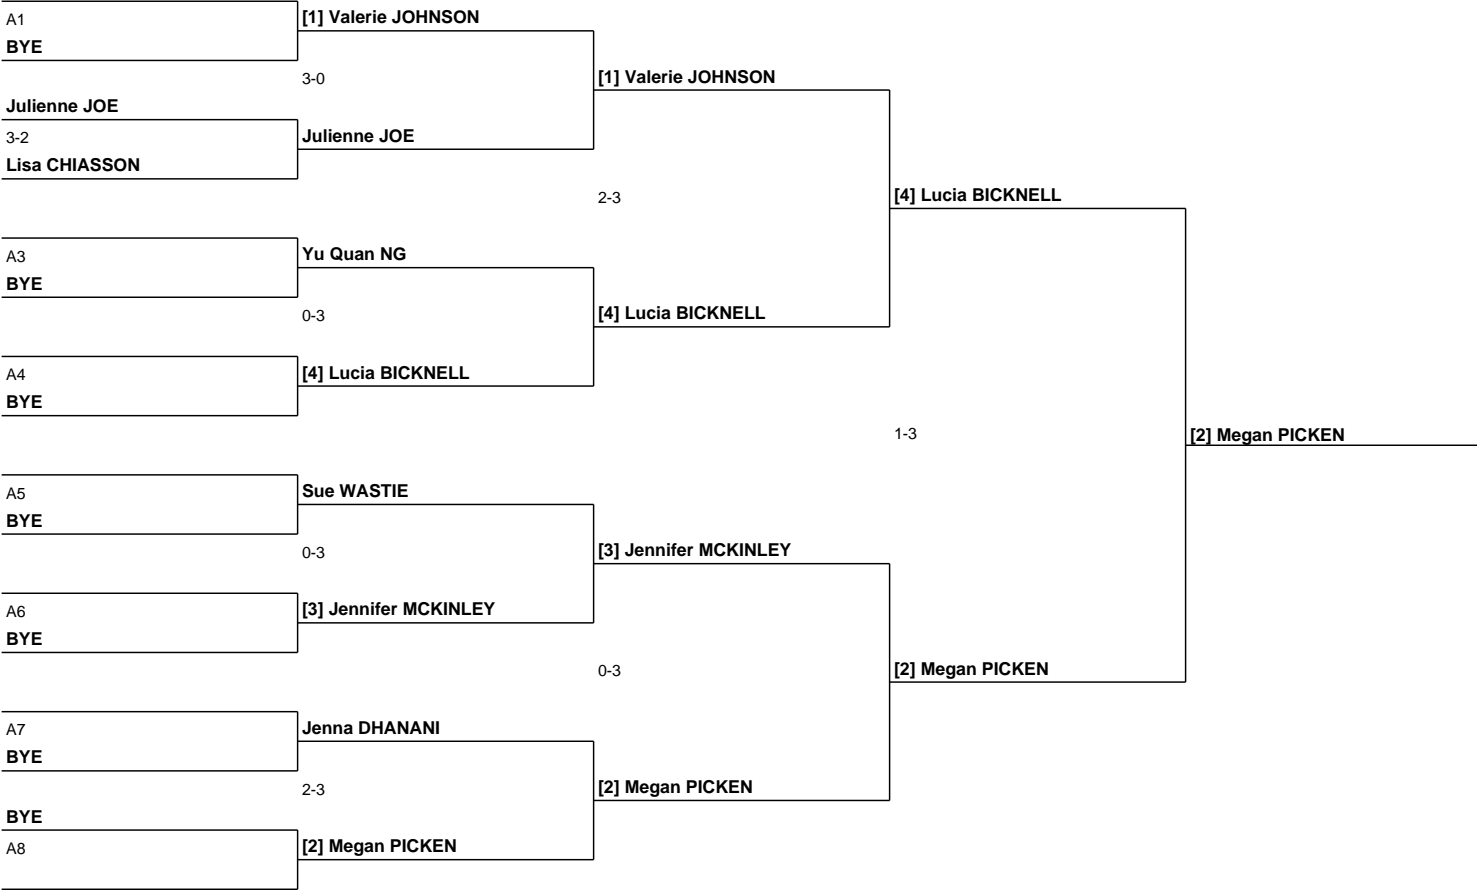 A1
BYE
[1] Valerie JOHNSON
3-0
[1] Valerie JOHNSON
Julienne JOE
3-2
Lisa CHIASSON
Julienne JOE
2-3
[4] Lucia BICKNELL
A3
BYE
Yu Quan NG
0-3
[4] Lucia BICKNELL
A4
BYE
[4] Lucia BICKNELL
1-3
[2] Megan PICKEN
A5
BYE
Sue WASTIE
0-3
[3] Jennifer MCKINLEY
A6
BYE
[3] Jennifer MCKINLEY
0-3
[2] Megan PICKEN
A7
BYE
Jenna DHANANI
2-3
[2] Megan PICKEN
BYE
A8
[2] Megan PICKEN